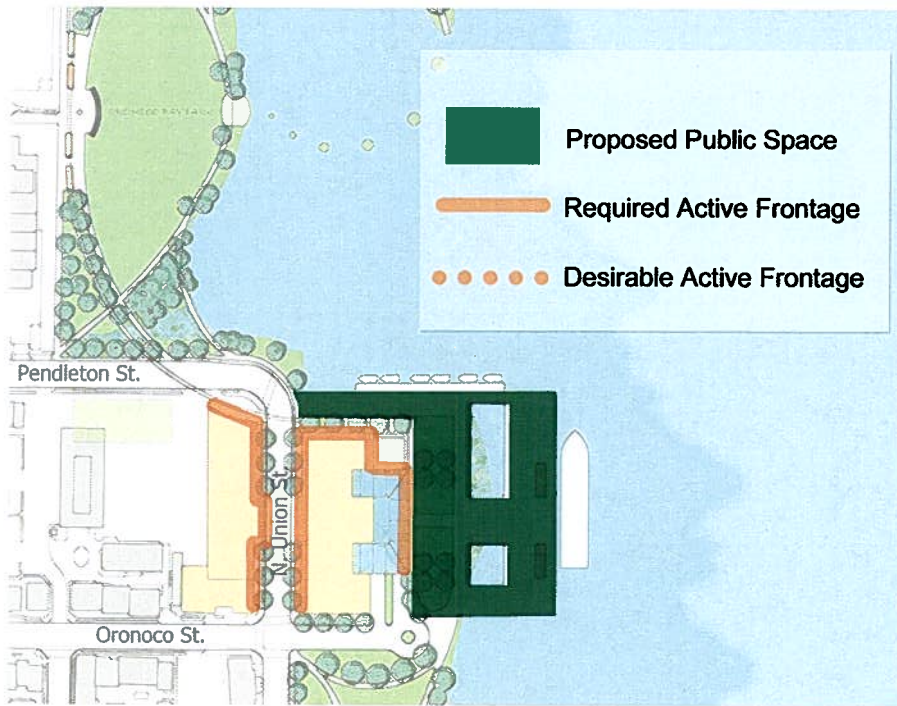 Proposed Public Space
Required Active Frontage
Desirable Active Frontage
Pendleton St.
N. Union St.
Oronoco St.